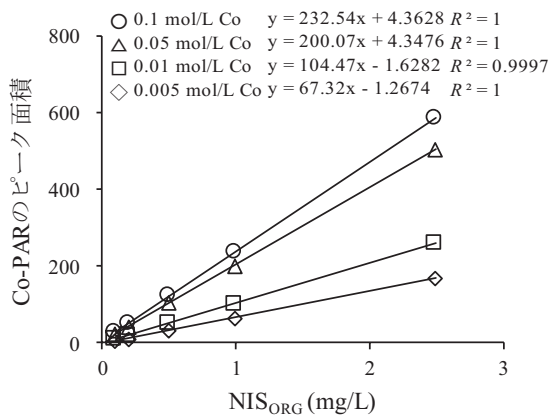 0.1 mol/L Co y = 232.54x + 4.3628 R² = 1
0.05 mol/L Co y = 200.07x + 4.3476 R² = 1
0.01 mol/L Co y = 104.47x - 1.6282 R² = 0.9997
0.005 mol/L Co y = 67.32x - 1.2674 R² = 1
800
600
400
200
0
Co-PARのピーク面積
0 1 2 3
NISORG (mg/L)